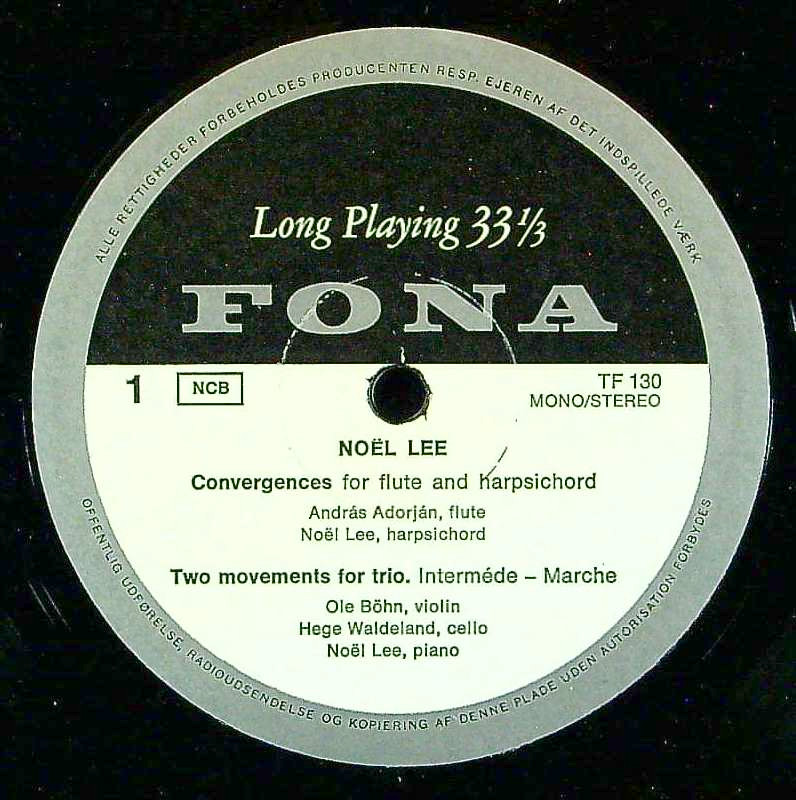 ALLE RETTIGHEDER FORBEHOLDES PRODUCENTEN RESP. EJEREN AF DET INDSPILLEDE VÆRK
Long Playing 33 1/3
FONA
1 NCB TF 130
MONO/STEREO
NOËL LEE
Convergences for flute and harpsichord
András Adorján, flute
Noël Lee, harpsichord
Two movements for trio. Interméde – Marche
Ole Böhn, violin
Hege Waldeland, cello
Noël Lee, piano
OFFENTLIG UDFØRELSE, RADIOUDSENDELSE OG KOPIERING AF DENNE PLADE UDEN AUTORISATION FORBYDES